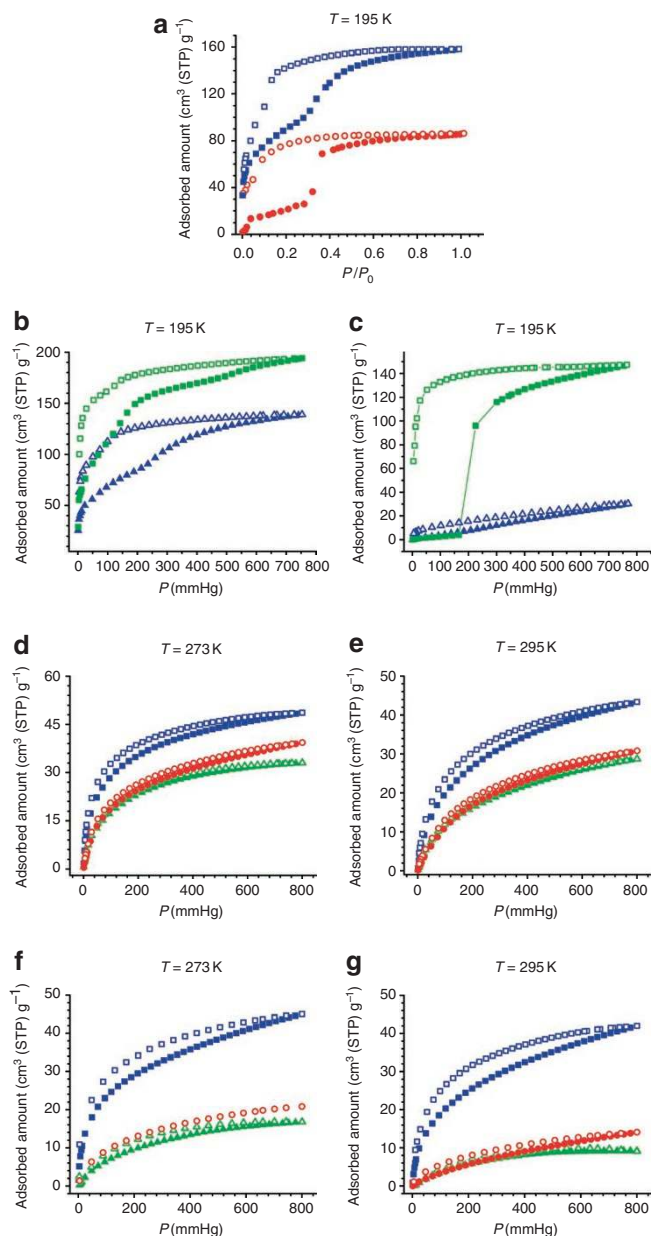 a
T = 195 K
160
120
80
40
0
Adsorbed amount (cm³ (STP) g⁻¹)
0.0 0.2 0.4 0.6 0.8 1.0
P/P₀
b
T = 195 K
200
150
100
50
Adsorbed amount (cm³ (STP) g⁻¹)
0 100 200 300 400 500 600 700 800
P(mmHg)
c
T = 195 K
140
120
100
80
60
40
20
0
Adsorbed amount (cm³ (STP) g⁻¹)
0 100 200 300 400 500 600 700 800
P(mmHg)
d
T = 273 K
60
45
30
15
0
Adsorbed amount (cm³ (STP) g⁻¹)
0 200 400 600 800
P(mmHg)
e
T = 295 K
50
40
30
20
10
0
Adsorbed amount (cm³ (STP) g⁻¹)
0 200 400 600 800
P(mmHg)
f
T = 273 K
50
40
30
20
10
0
Adsorbed amount (cm³ (STP) g⁻¹)
0 200 400 600 800
P(mmHg)
g
T = 295 K
50
40
30
20
10
0
Adsorbed amount (cm³ (STP) g⁻¹)
0 200 400 600 800
P(mmHg)